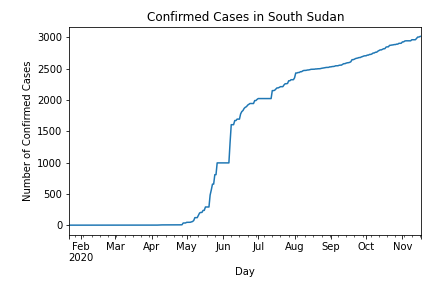 Confirmed Cases in South Sudan
Number of Confirmed Cases
3000
2500
2000
1500
1000
500
0
Feb Mar Apr May Jun Jul Aug Sep Oct Nov
2020
Day